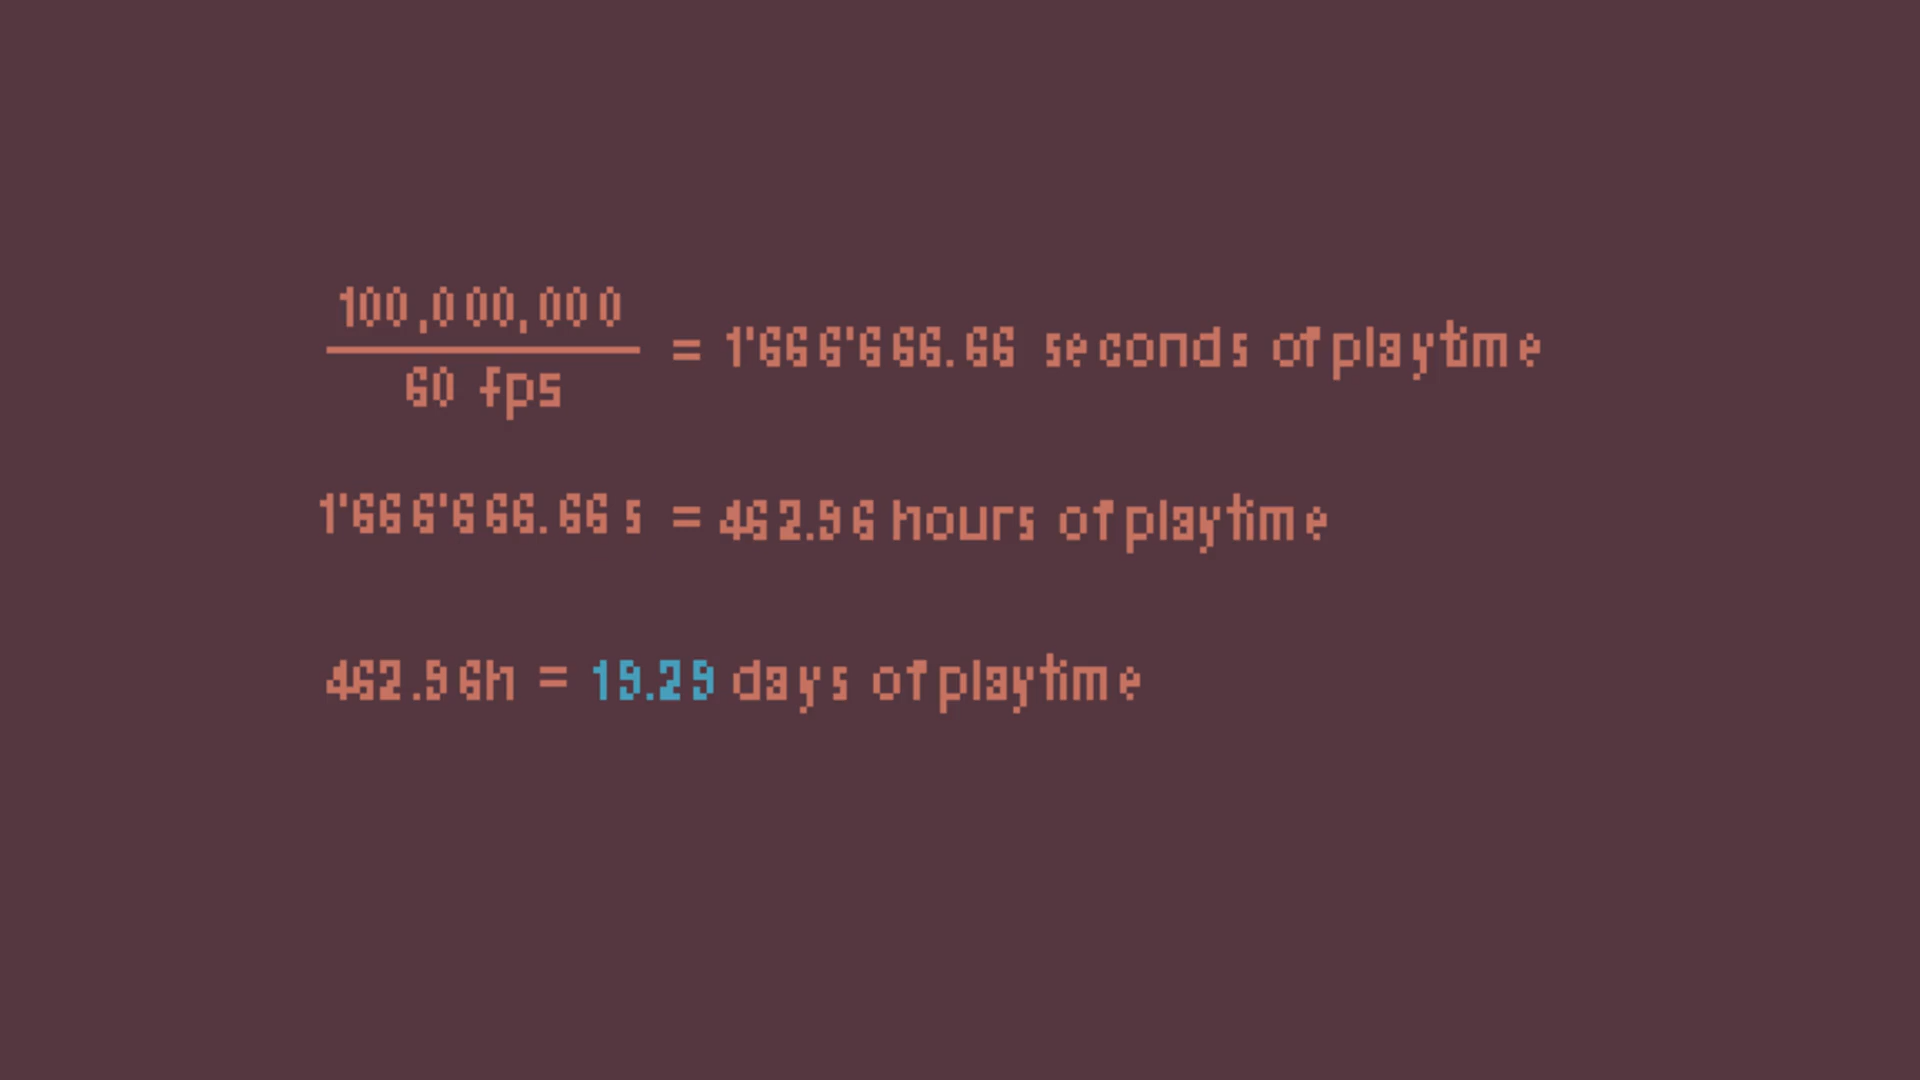 100,000,000
60 fps
= 1'666'666.66 seconds of playtime
1'666'666.66 s = 462.96 hours of playtime
462.96h = 19.29 days of playtime